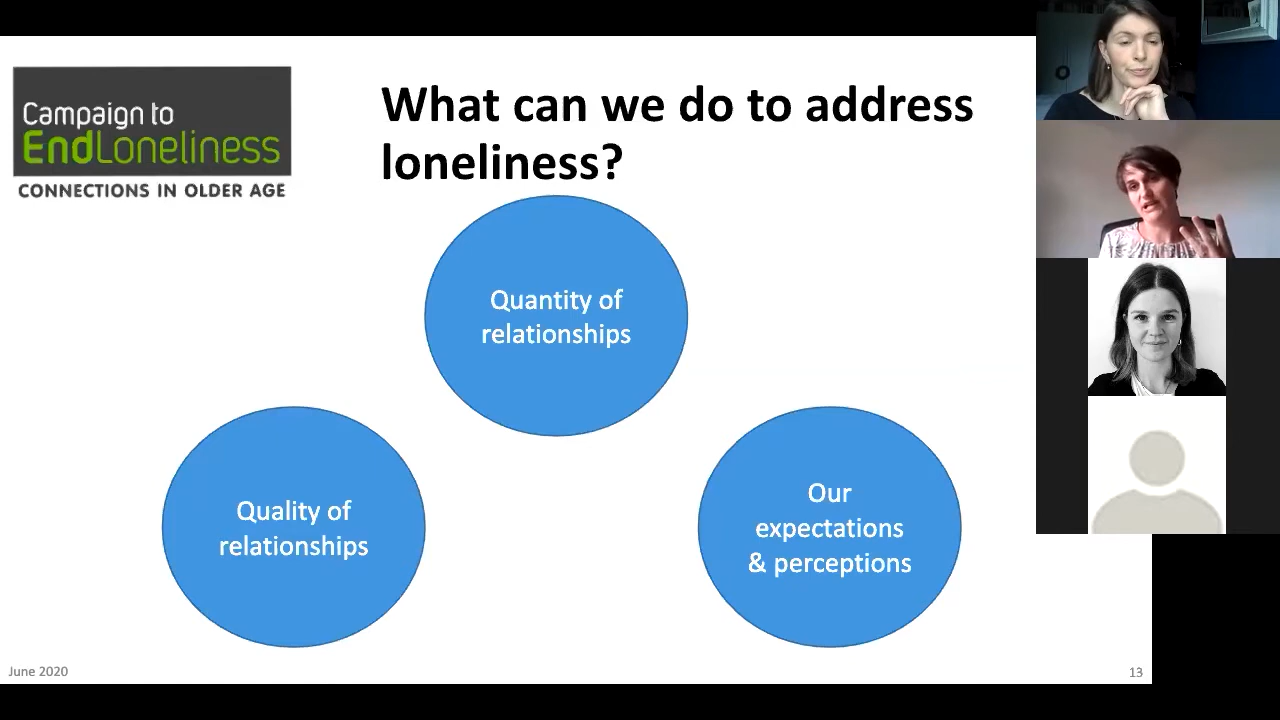 Campaign to
EndLoneliness
CONNECTIONS IN OLDER AGE
What can we do to address
loneliness?
Quantity of
relationships
Quality of
relationships
Our
expectations
& perceptions
June 2020
13